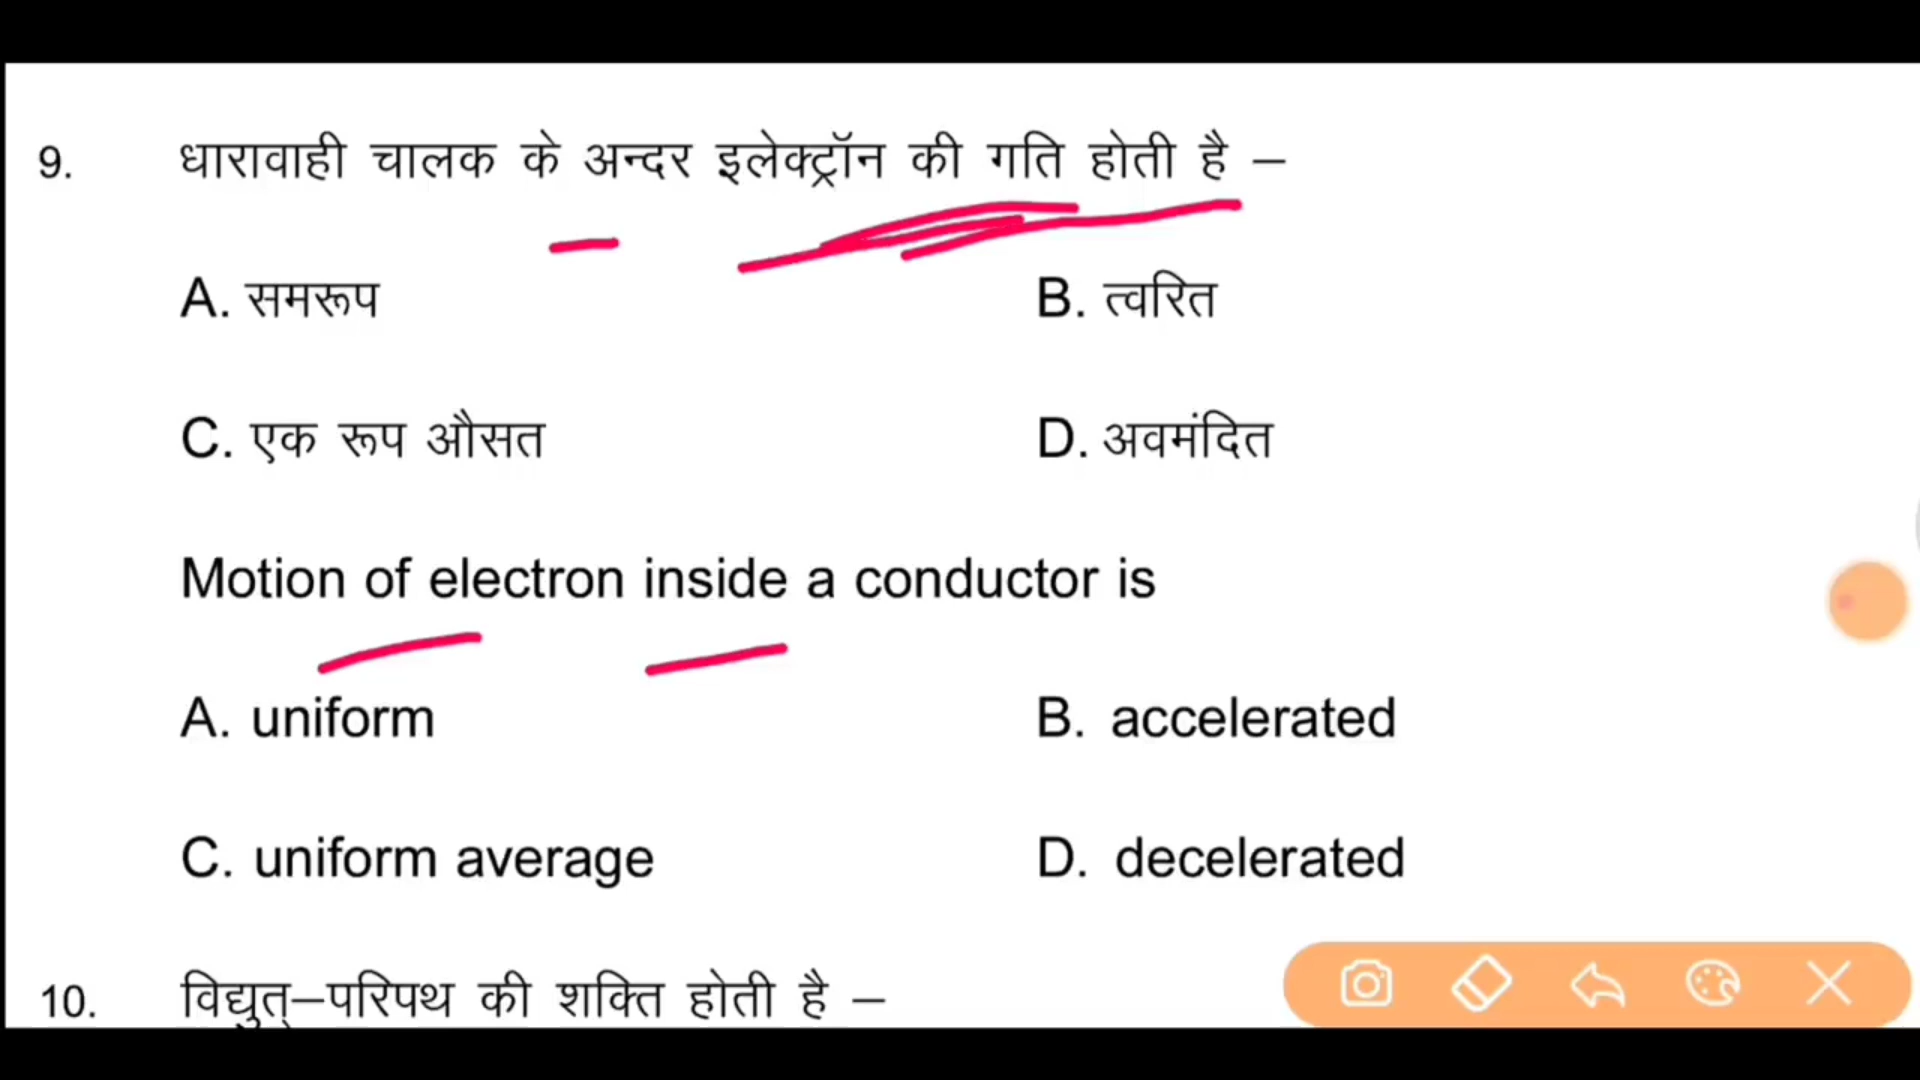 9. धारावाही चालक के अन्दर इलेक्ट्रॉन की गति होती है –
A. समरूप B. त्वरित
C. एक रूप औसत D. अवमंदित
Motion of electron inside a conductor is
A. uniform B. accelerated
C. uniform average D. decelerated
10. विद्युत्–परिपथ की शक्ति होती है –